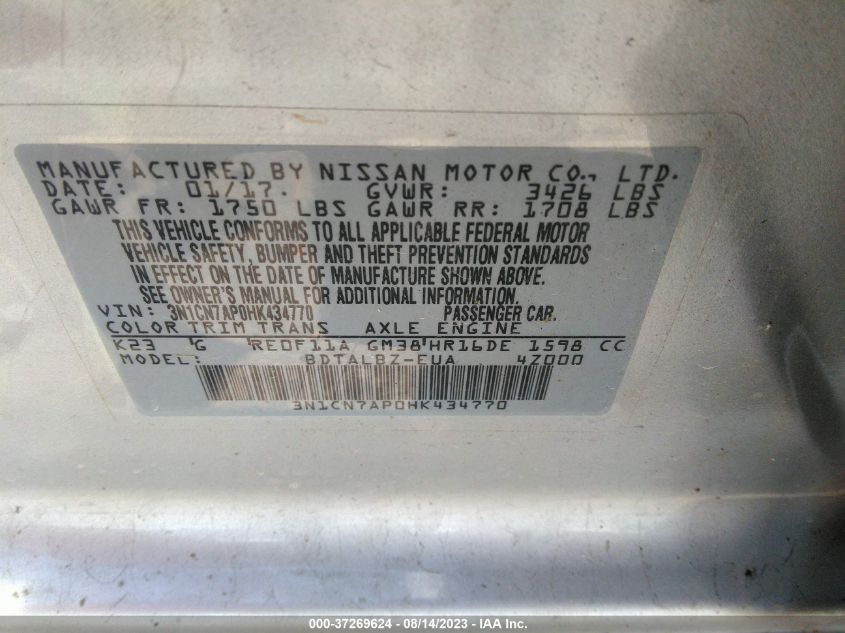 MANUFACTURED BY NISSAN MOTOR CO., LTD.
DATE: 01/17. GVWR: 3426 LBS
GAWR FR: 1750 LBS GAWR RR: 1708 LBS
THIS VEHICLE CONFORMS TO ALL APPLICABLE FEDERAL MOTOR
VEHICLE SAFETY, BUMPER AND THEFT PREVENTION STANDARDS
IN EFFECT ON THE DATE OF MANUFACTURE SHOWN ABOVE.
SEE OWNER'S MANUAL FOR ADDITIONAL INFORMATION.
VIN: 3N1CN7AP0HK434770 PASSENGER CAR.
COLOR TRIM TRANS AXLE ENGINE
K23 G RE0F11A GM38 HR16DE 1598 CC
MODEL: BDTALBZ-EUA 4Z000
3N1CN7AP0HK434770
000-37269624 - 08/14/2023 - IAA Inc.